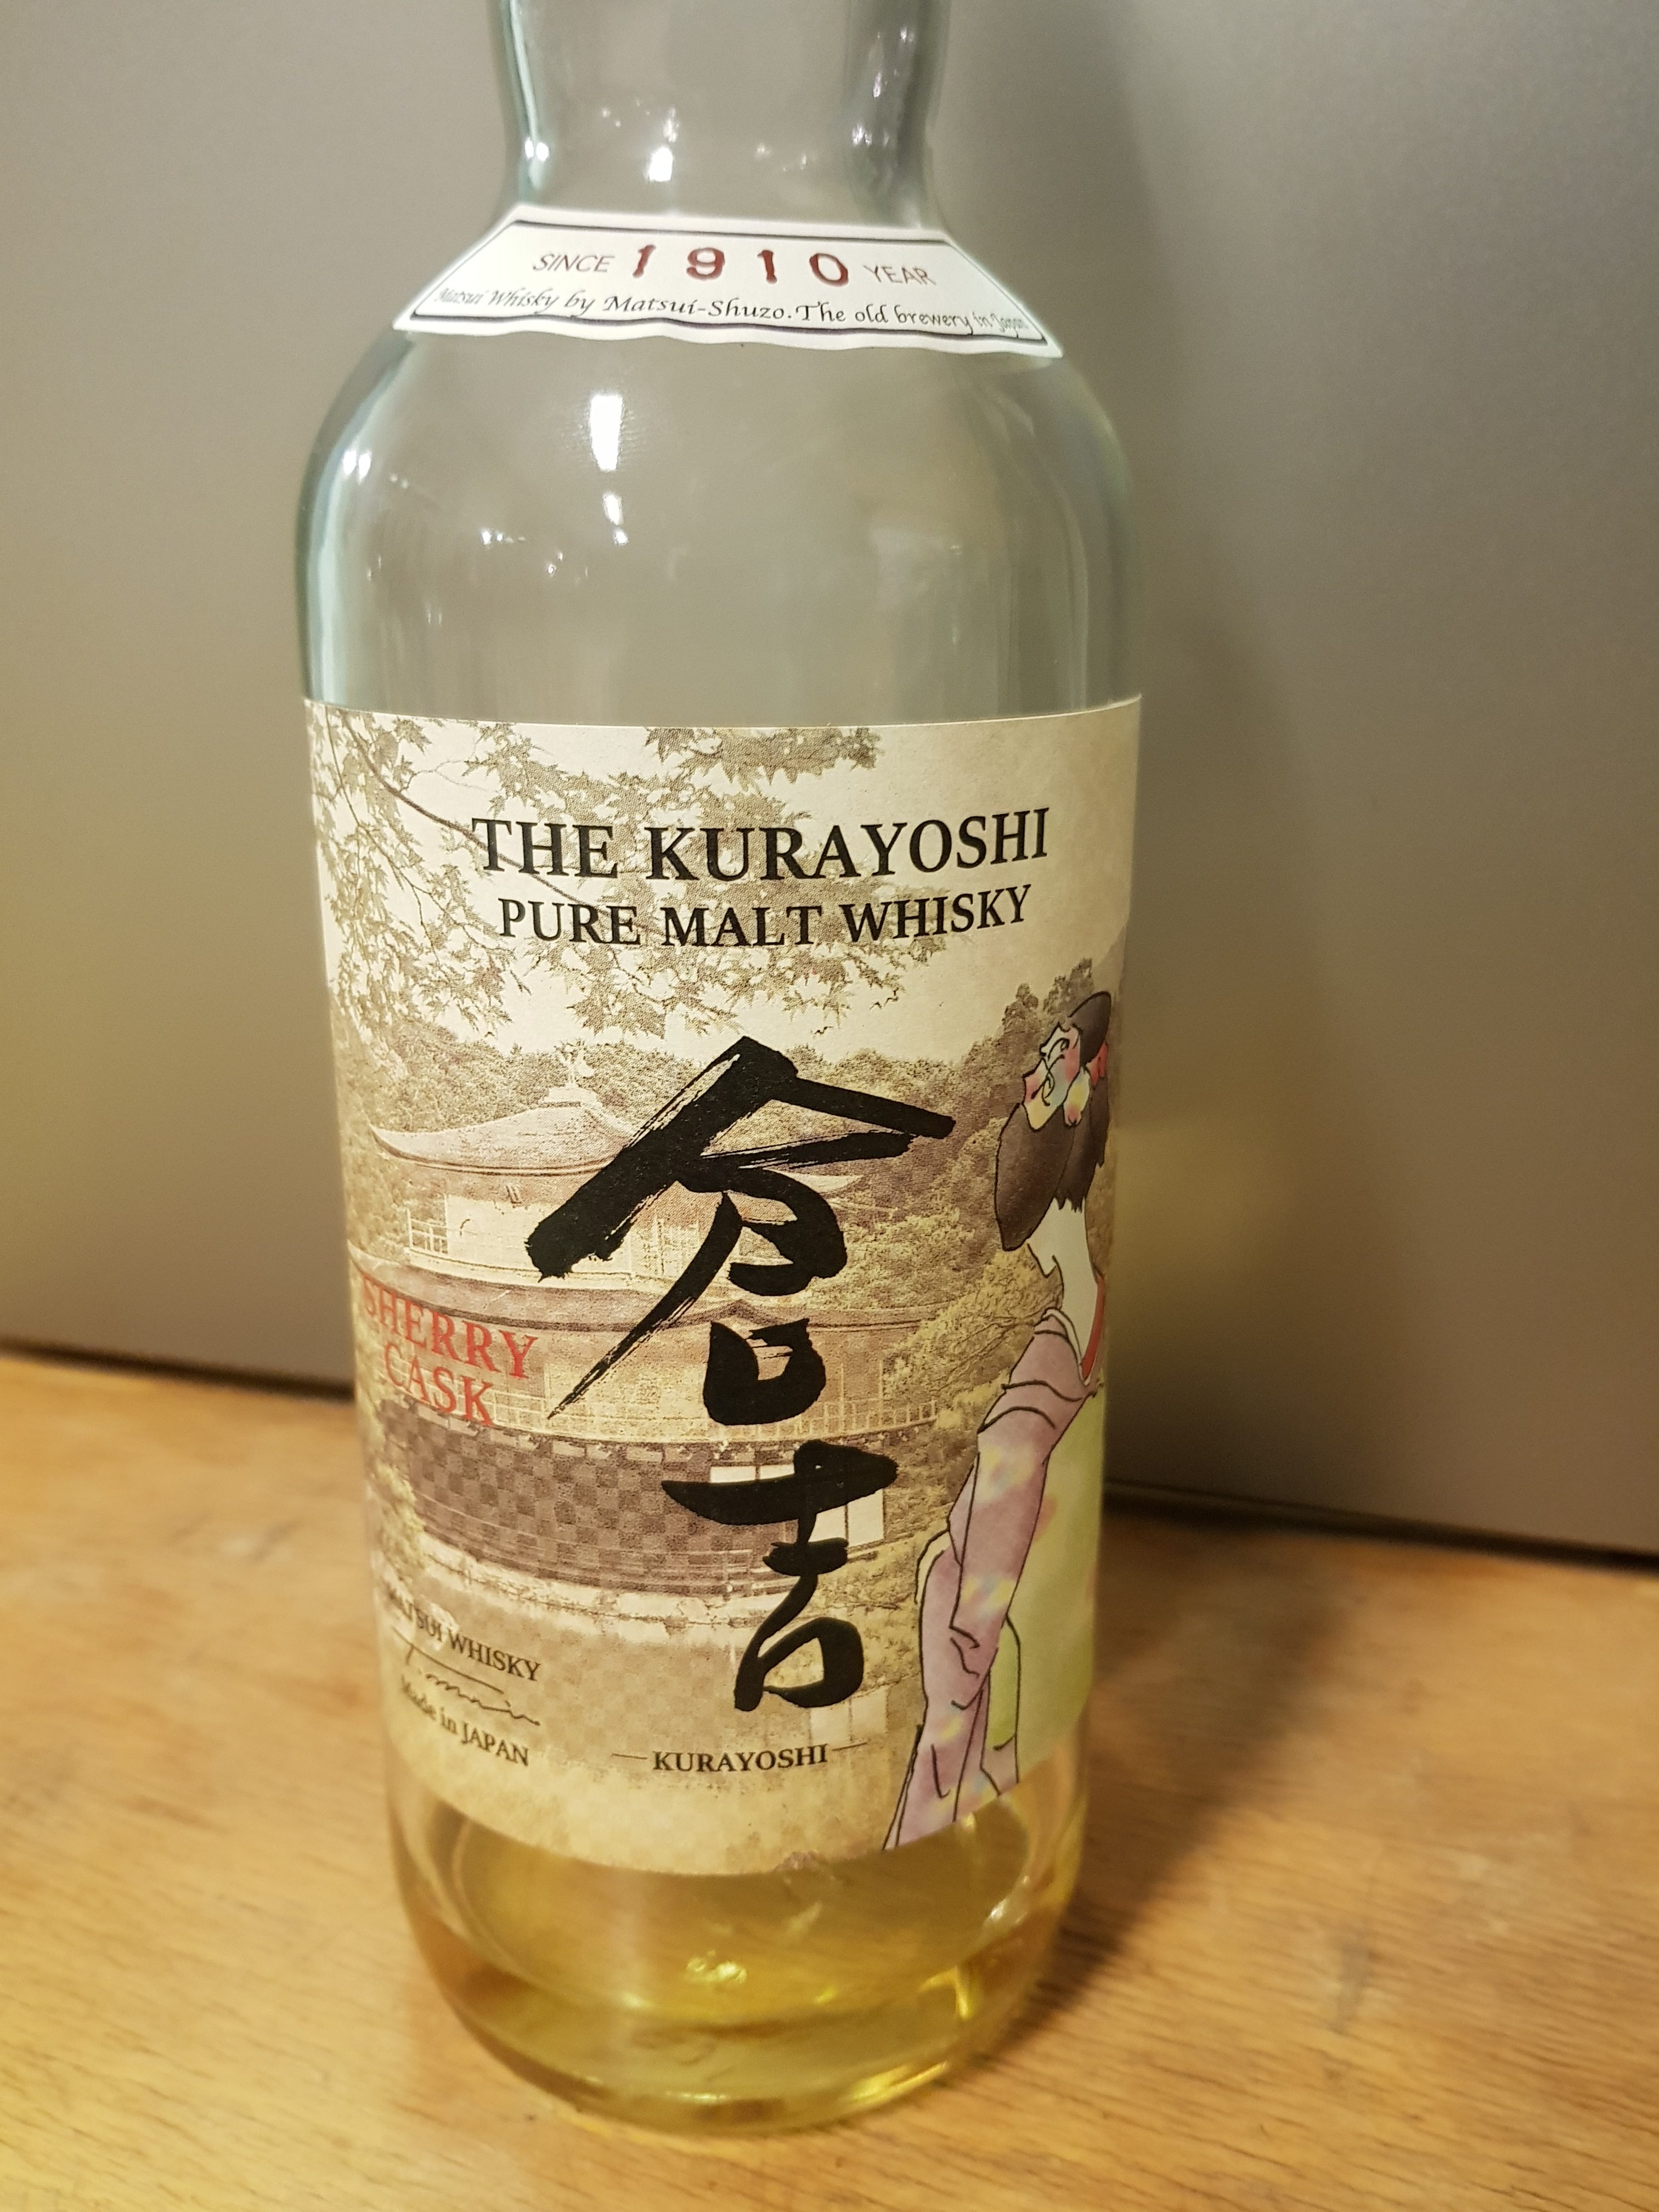 SINCE 1910 YEAR
Matsui Whisky by Matsui-Shuzo. The old brewery in Japan
THE KURAYOSHI
PURE MALT WHISKY
倉吉
SHERRY
CASK
MATSUI WHISKY
Made in JAPAN
KURAYOSHI